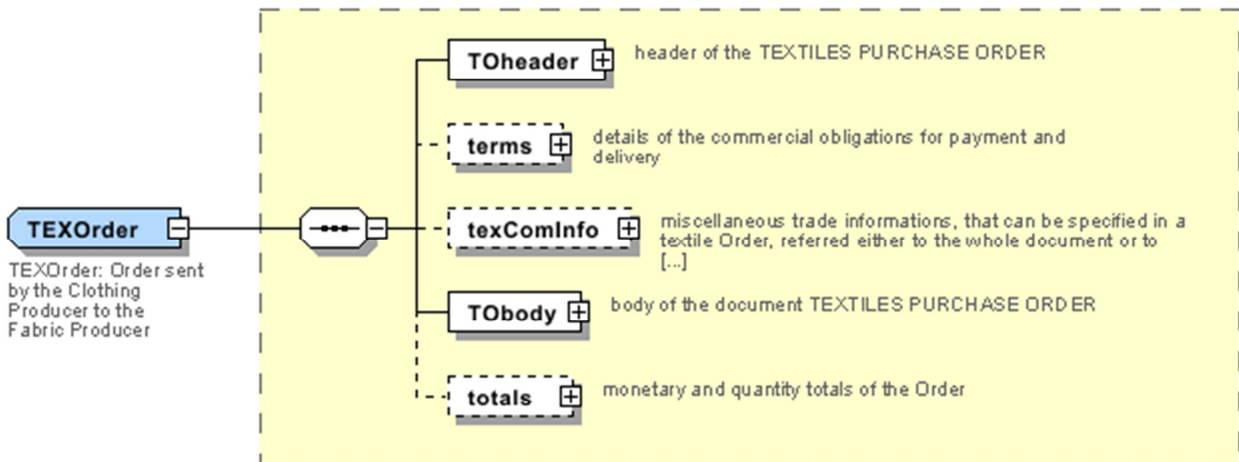 TOheader
header of the TEXTILES PURCHASE ORDER
terms
details of the commercial obligations for payment and
delivery
TEXOrder
TEXOrder: Order sent
by the Clothing
Producer to the
Fabric Producer
texComInfo
miscellaneous trade informations, that can be specified in a
textile Order, referred either to the whole document or to
[...]
TObody
body of the document TEXTILES PURCHASE ORDER
totals
monetary and quantity totals of the Order